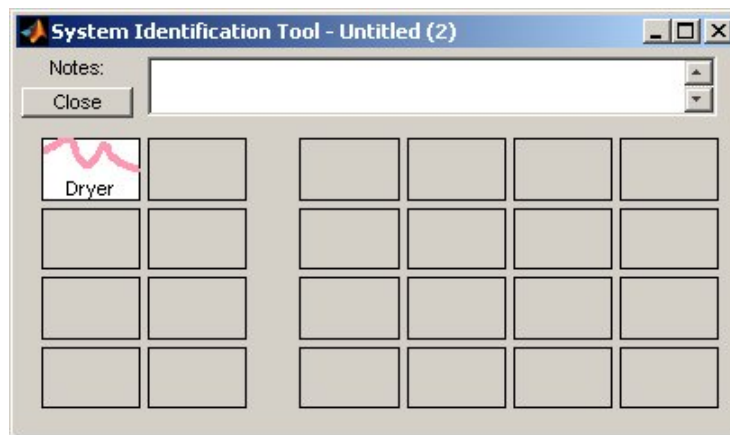 System Identification Tool - Untitled (2)
Notes:
Close
Dryer